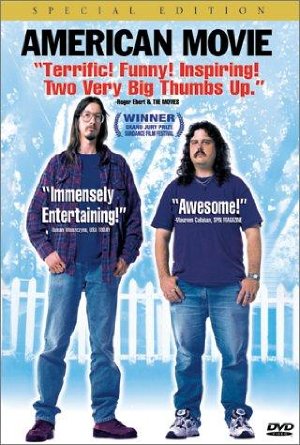 SPECIAL EDITION
AMERICAN MOVIE
"Terrific! Funny! Inspiring!
Two Very Big Thumbs Up."
-Roger Ebert & THE MOVIES
WINNER
GRAND JURY PRIZE
SUNDANCE FILM FESTIVAL
"Immensely
Entertaining!"
USA TODAY
"Awesome!"
-Maureen Callahan, SPIN MAGAZINE
DVD
VIDEO